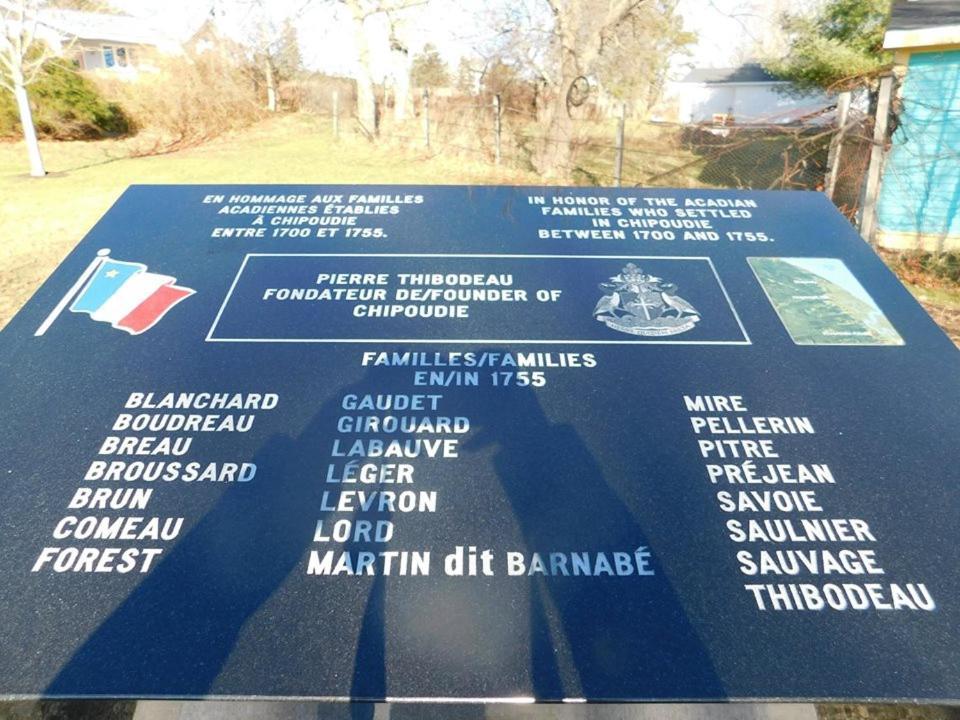 EN HOMMAGE AUX FAMILLES
ACADIENNES ÉTABLIES
À CHIPOUDIE
ENTRE 1700 ET 1755.
IN HONOR OF THE ACADIAN
FAMILIES WHO SETTLED
IN CHIPOUDIE
BETWEEN 1700 AND 1755.
PIERRE THIBODEAU
FONDATEUR DE/FOUNDER OF
CHIPOUDIE
FAMILLES/FAMILIES
EN/IN 1755
BLANCHARD
BOUDREAU
BREAU
BROUSSARD
BRUN
COMEAU
FOREST
GAUDET
GIROUARD
LABAUVE
LÉGER
LEVRON
LORD
MARTIN dit BARNABÉ
MIRE
PELLERIN
PITRE
PRÉJEAN
SAVOIE
SAULNIER
SAUVAGE
THIBODEAU